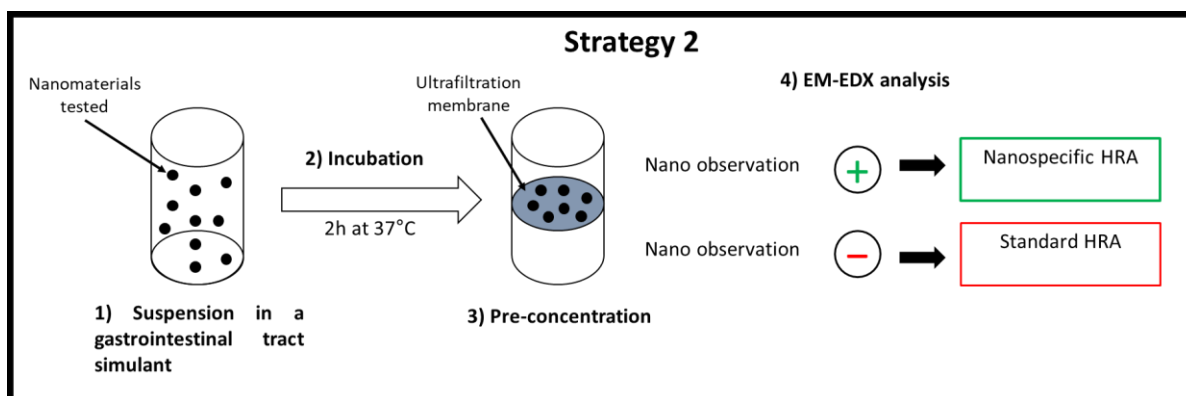 Strategy 2
Nanomaterials
tested
2) Incubation
2h at 37°C
1) Suspension in a
gastrointestinal tract
simulant
Ultrafiltration
membrane
3) Pre-concentration
4) EM-EDX analysis
Nano observation
+
Nanospecific HRA
Nano observation
−
Standard HRA